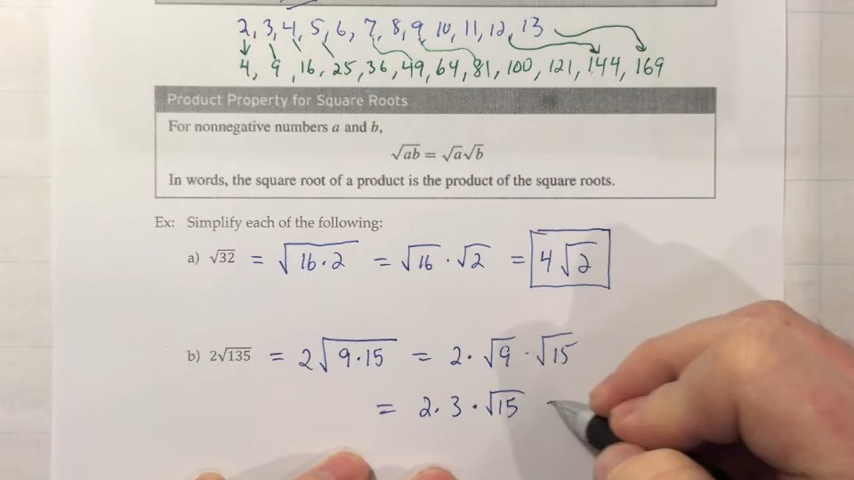 2, 3, 4, 5, 6, 7, 8, 9 10, 11, 12, 13
4, 9, 16, 25, 36, 49, 64, 81, 100, 121, 144, 169
Product Property for Square Roots
For nonnegative numbers a and b,
√ab = √a√b
In words, the square root of a product is the product of the square roots.
Ex: Simplify each of the following:
a) √32 = √16·2 = √16 · √2 = 4√2
b) 2√135 = 2√9·15 = 2·√9 · √15
= 2·3·√15